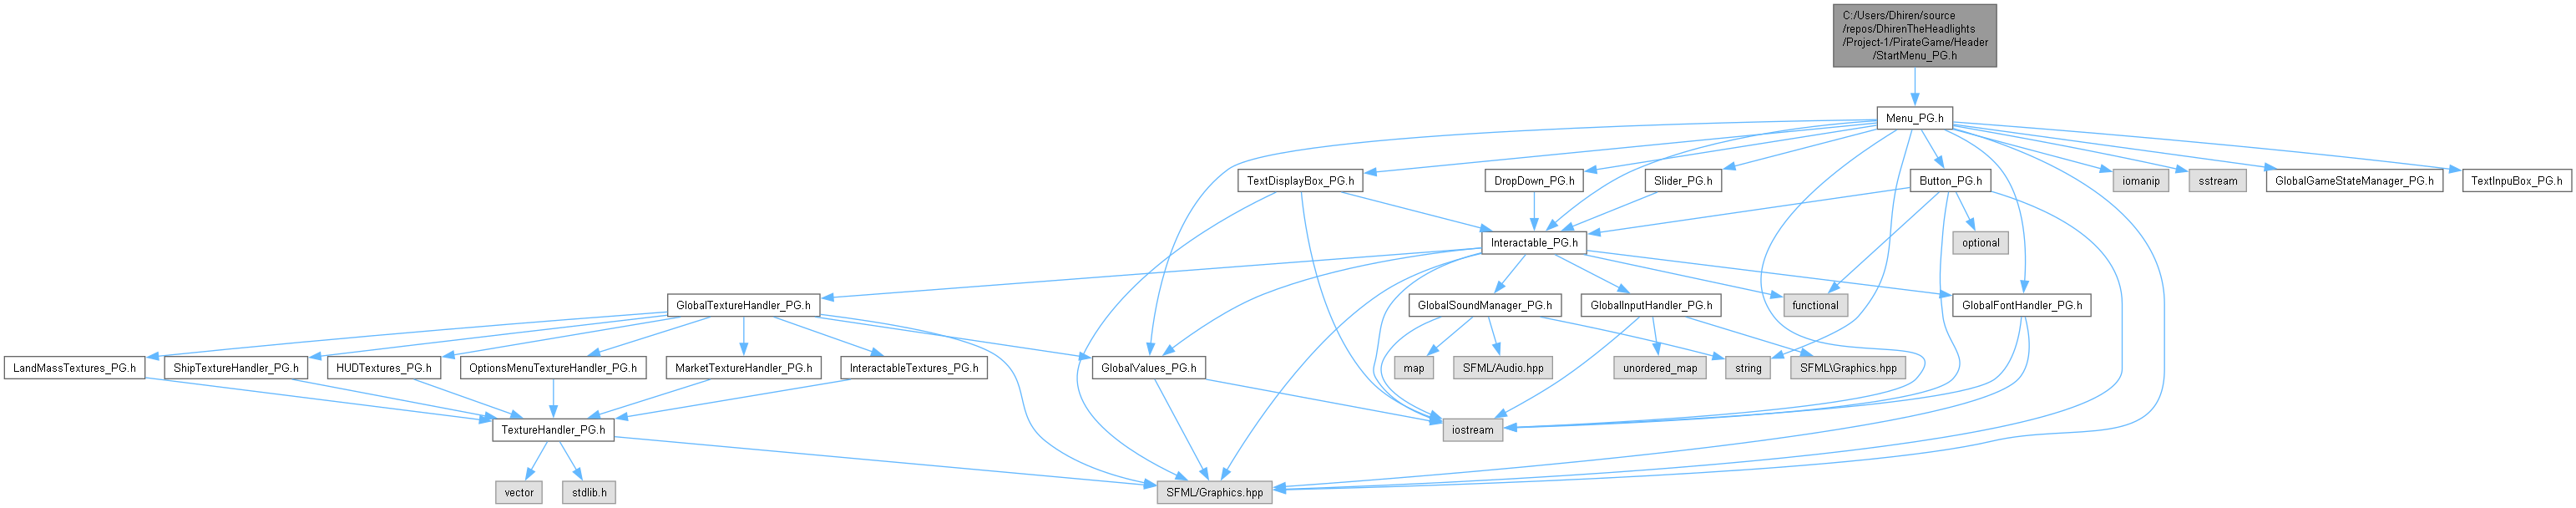 C:/Users/Dhiren/source
/repos/DhirenTheHeadlights
/Project-1/PirateGame/Header
/StartMenu_PG.h
Menu_PG.h
TextDisplayBox_PG.h
DropDown_PG.h
Slider_PG.h
Button_PG.h
iomanip
sstream
GlobalGameStateManager_PG.h
TextInpuBox_PG.h
Interactable_PG.h
optional
GlobalTextureHandler_PG.h
GlobalSoundManager_PG.h
GlobalInputHandler_PG.h
functional
GlobalFontHandler_PG.h
LandMassTextures_PG.h
ShipTextureHandler_PG.h
HUDTextures_PG.h
OptionsMenuTextureHandler_PG.h
MarketTextureHandler_PG.h
InteractableTextures_PG.h
GlobalValues_PG.h
map
SFML/Audio.hpp
unordered_map
string
SFML\Graphics.hpp
TextureHandler_PG.h
iostream
vector
stdlib.h
SFML/Graphics.hpp